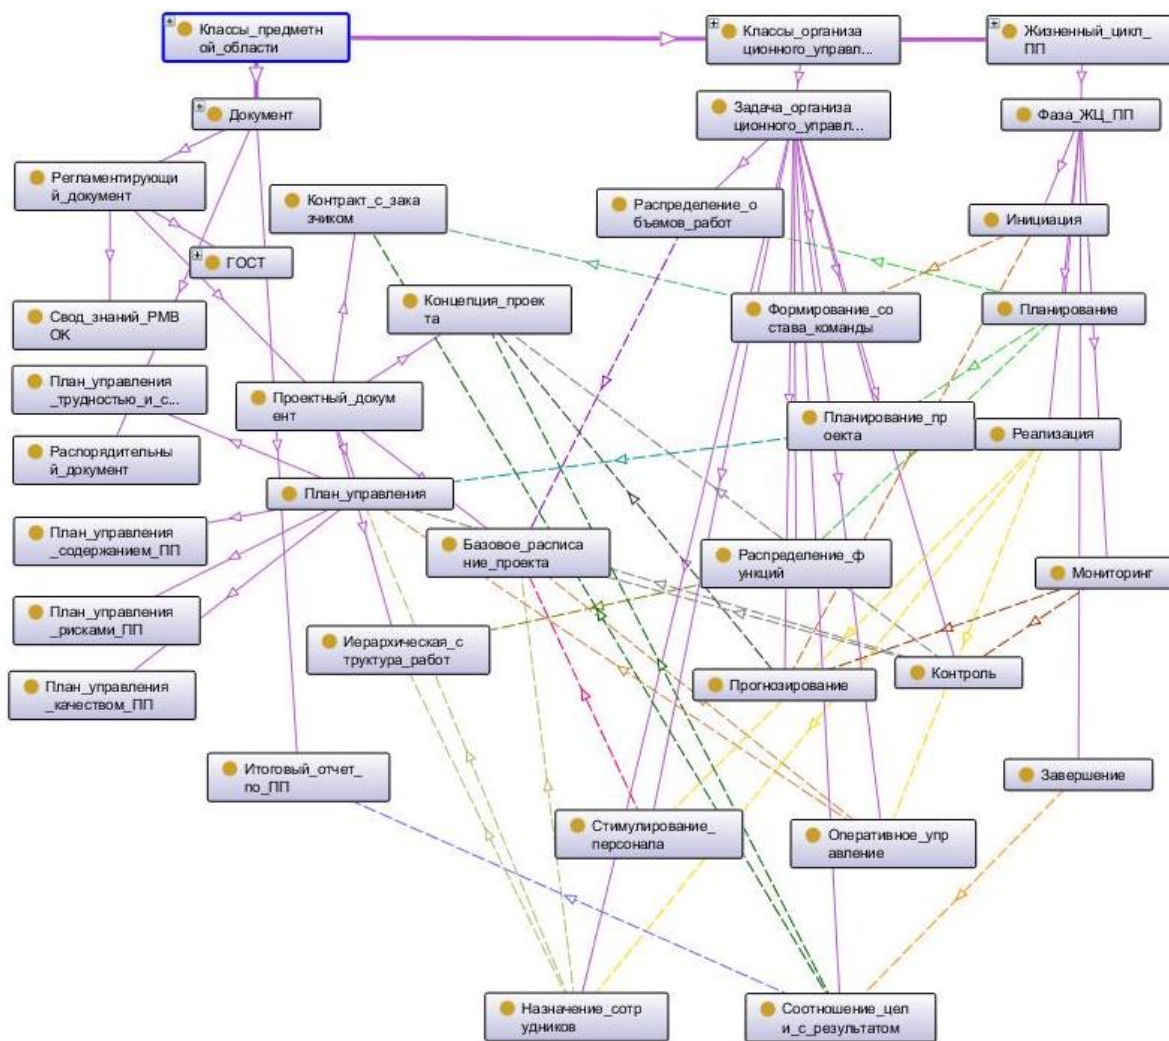 Классы_предметн
ой_области
Классы_организа
ционного_управл...
Жизненный_цикл_
ПП
Документ
Задача_организа
ционного_управл...
Фаза_ЖЦ_ПП
Регламентирующи
й_документ
Контракт_с_зака
зчиком
Распределение_о
бъемов_работ
Инициация
ГОСТ
Свод_знаний_PMB
OK
Концепция_проек
та
Формирование_со
става_команды
Планирование
План_управления
_трудностью_и_с...
Проектный_докум
ент
Планирование_пр
оекта
Реализация
Распорядительны
й_документ
План_управления
План_управления
_содержанием_ПП
Базовое_расписа
ние_проекта
Распределение_ф
ункций
Мониторинг
План_управления
_рисками_ПП
Иерархическая_с
труктура_работ
Прогнозирование
Контроль
План_управления
_качеством_ПП
Итоговый_отчет_
по_ПП
Завершение
Стимулирование_
персонала
Оперативное_упр
авление
Назначение_сотр
удников
Соотношение_цел
и_с_результатом